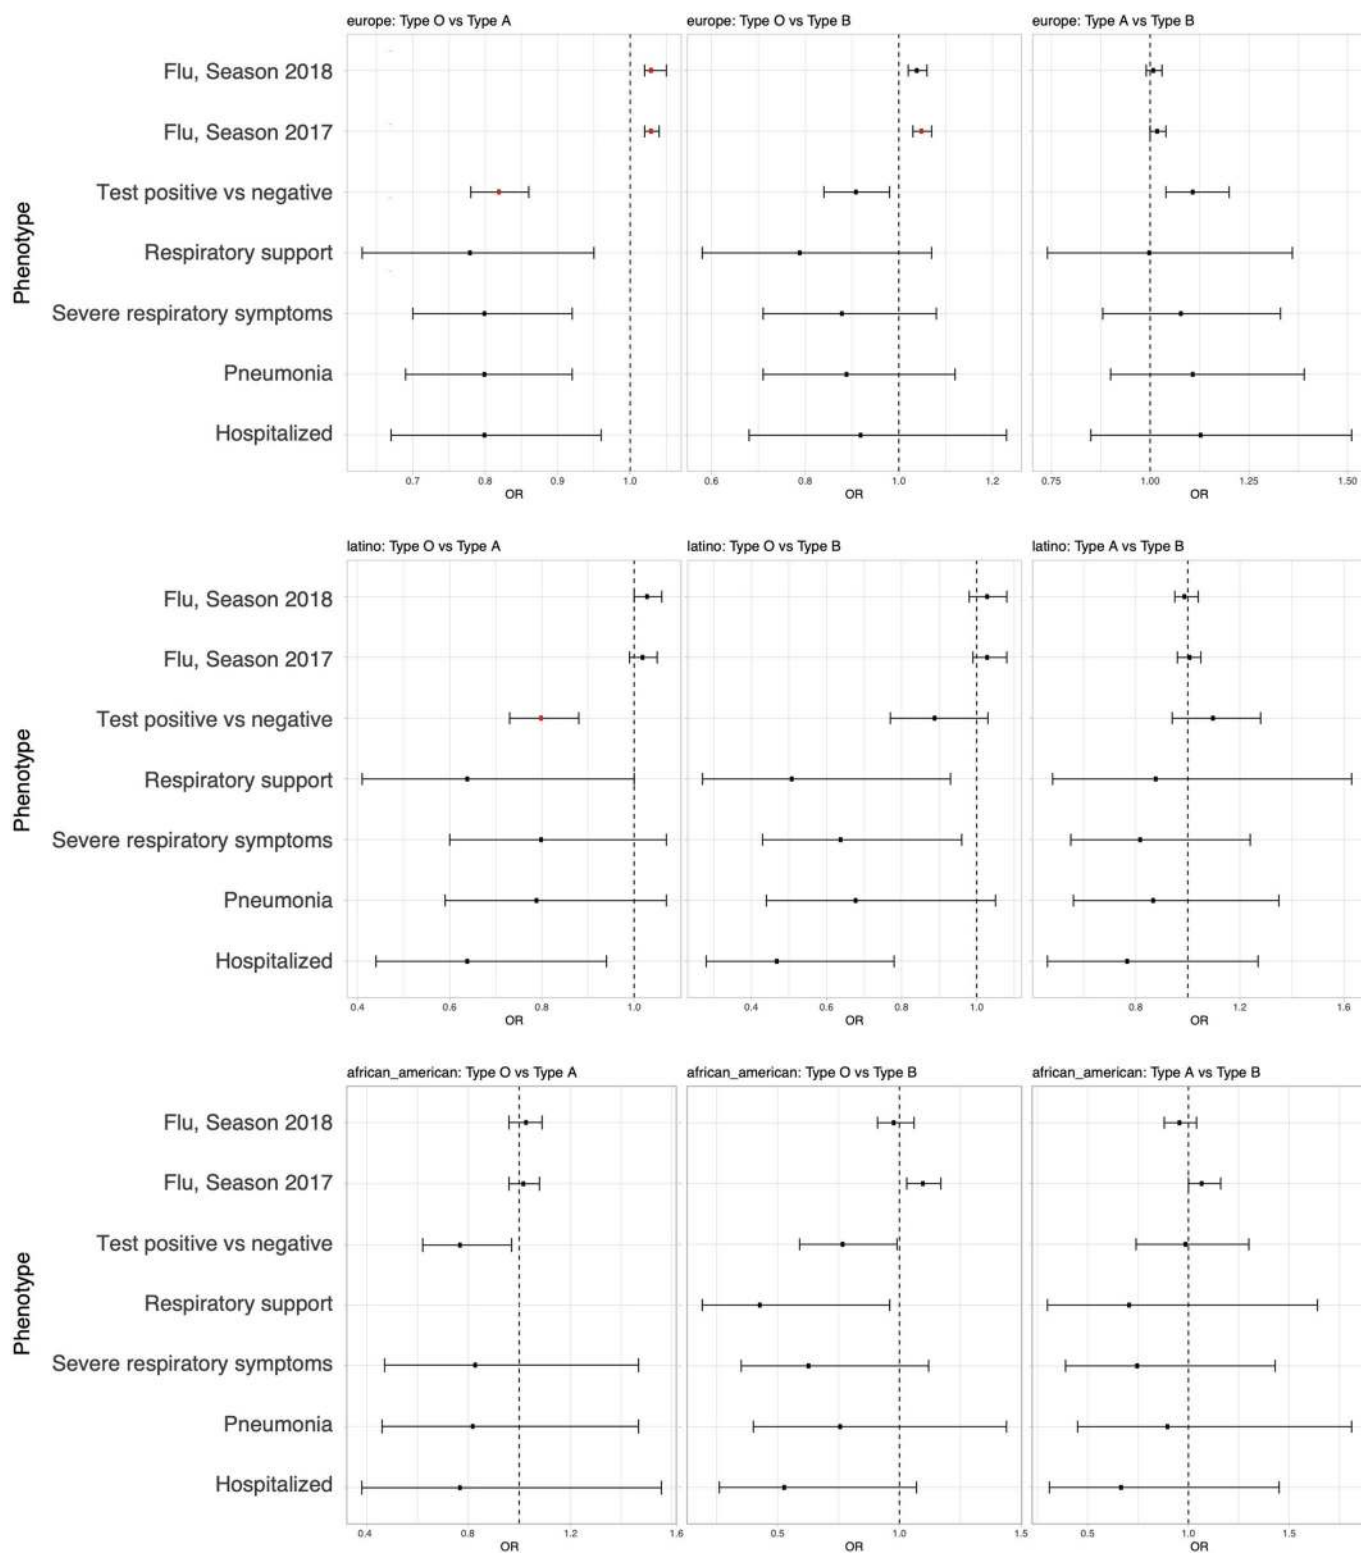 europe: Type O vs Type A
europe: Type O vs Type B
europe: Type A vs Type B
Phenotype
Flu, Season 2018
Flu, Season 2017
Test positive vs negative
Respiratory support
Severe respiratory symptoms
Pneumonia
Hospitalized
0.7 0.8 0.9 1.0
0.6 0.8 1.0 1.2
0.75 1.00 1.25 1.50
OR
OR
OR
latino: Type O vs Type A
latino: Type O vs Type B
latino: Type A vs Type B
Phenotype
Flu, Season 2018
Flu, Season 2017
Test positive vs negative
Respiratory support
Severe respiratory symptoms
Pneumonia
Hospitalized
0.4 0.6 0.8 1.0
0.4 0.6 0.8 1.0
0.8 1.2 1.6
OR
OR
OR
african_american: Type O vs Type A
african_american: Type O vs Type B
african_american: Type A vs Type B
Phenotype
Flu, Season 2018
Flu, Season 2017
Test positive vs negative
Respiratory support
Severe respiratory symptoms
Pneumonia
Hospitalized
0.4 0.8 1.2 1.6
0.5 1.0 1.5
0.5 1.0 1.5
OR
OR
OR